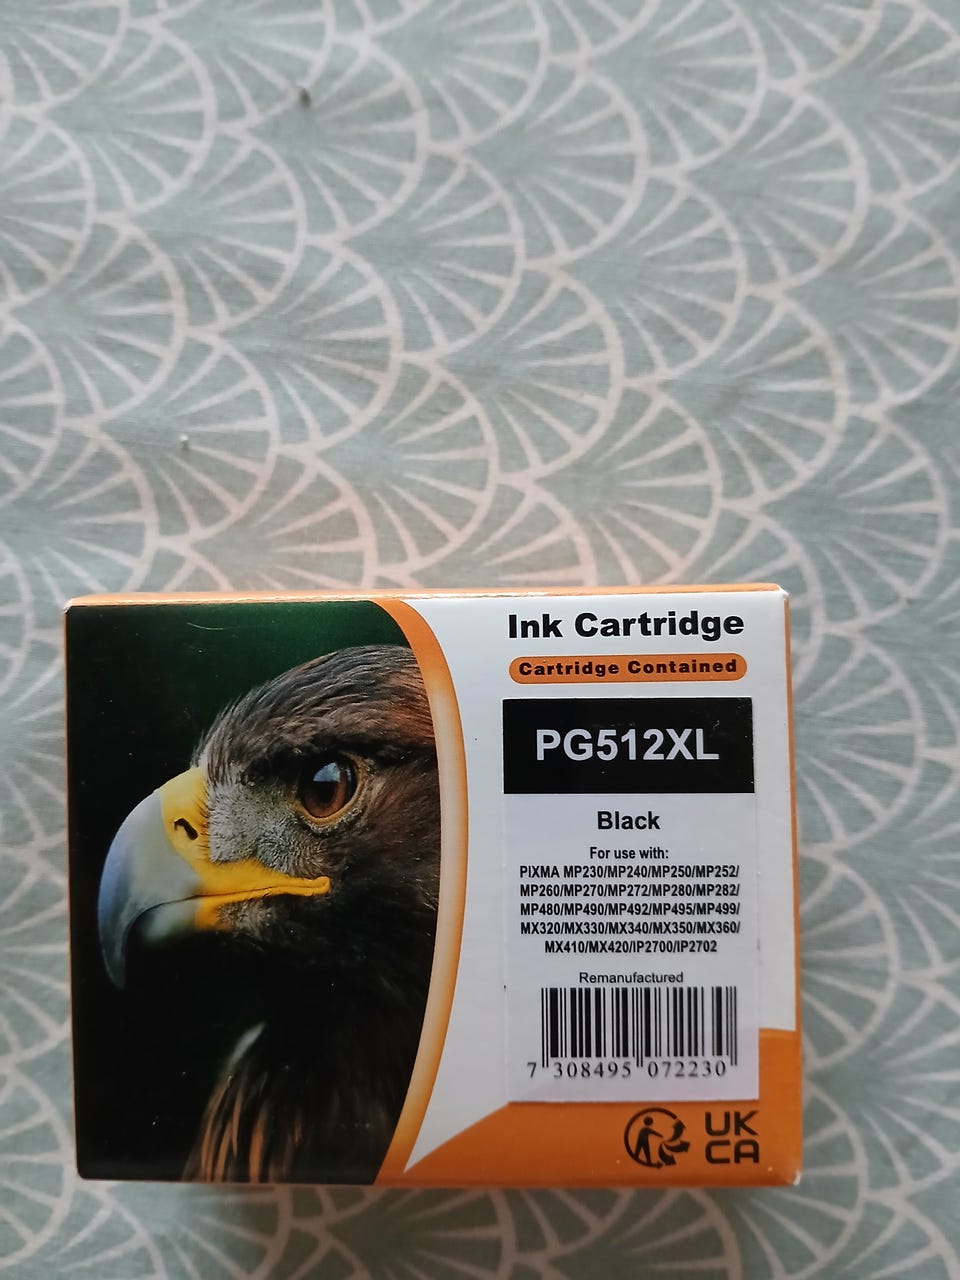 Ink Cartridge
Cartridge Contained
PG512XL
Black
For use with:
PIXMA MP230/MP240/MP250/MP252/
MP260/MP270/MP272/MP280/MP282/
MP480/MP490/MP492/MP495/MP499/
MX320/MX330/MX340/MX350/MX360/
MX410/MX420/IP2700/IP2702
Remanufactured
7 308495 072230
UK
CA